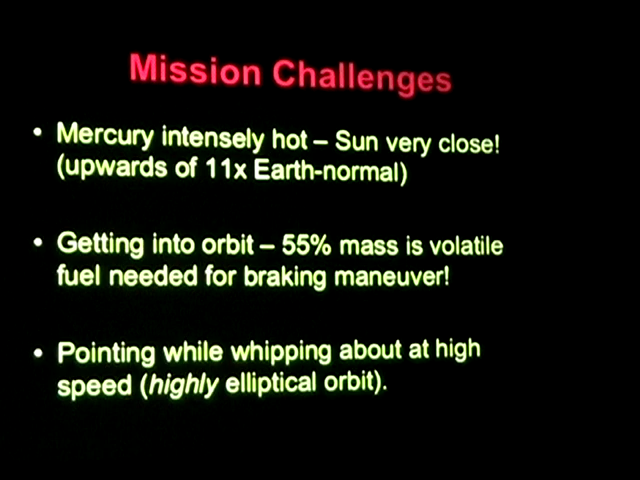 Mission Challenges
• Mercury intensely hot – Sun very close!
(upwards of 11x Earth-normal)
• Getting into orbit – 55% mass is volatile
fuel needed for braking maneuver!
• Pointing while whipping about at high
speed (highly elliptical orbit).